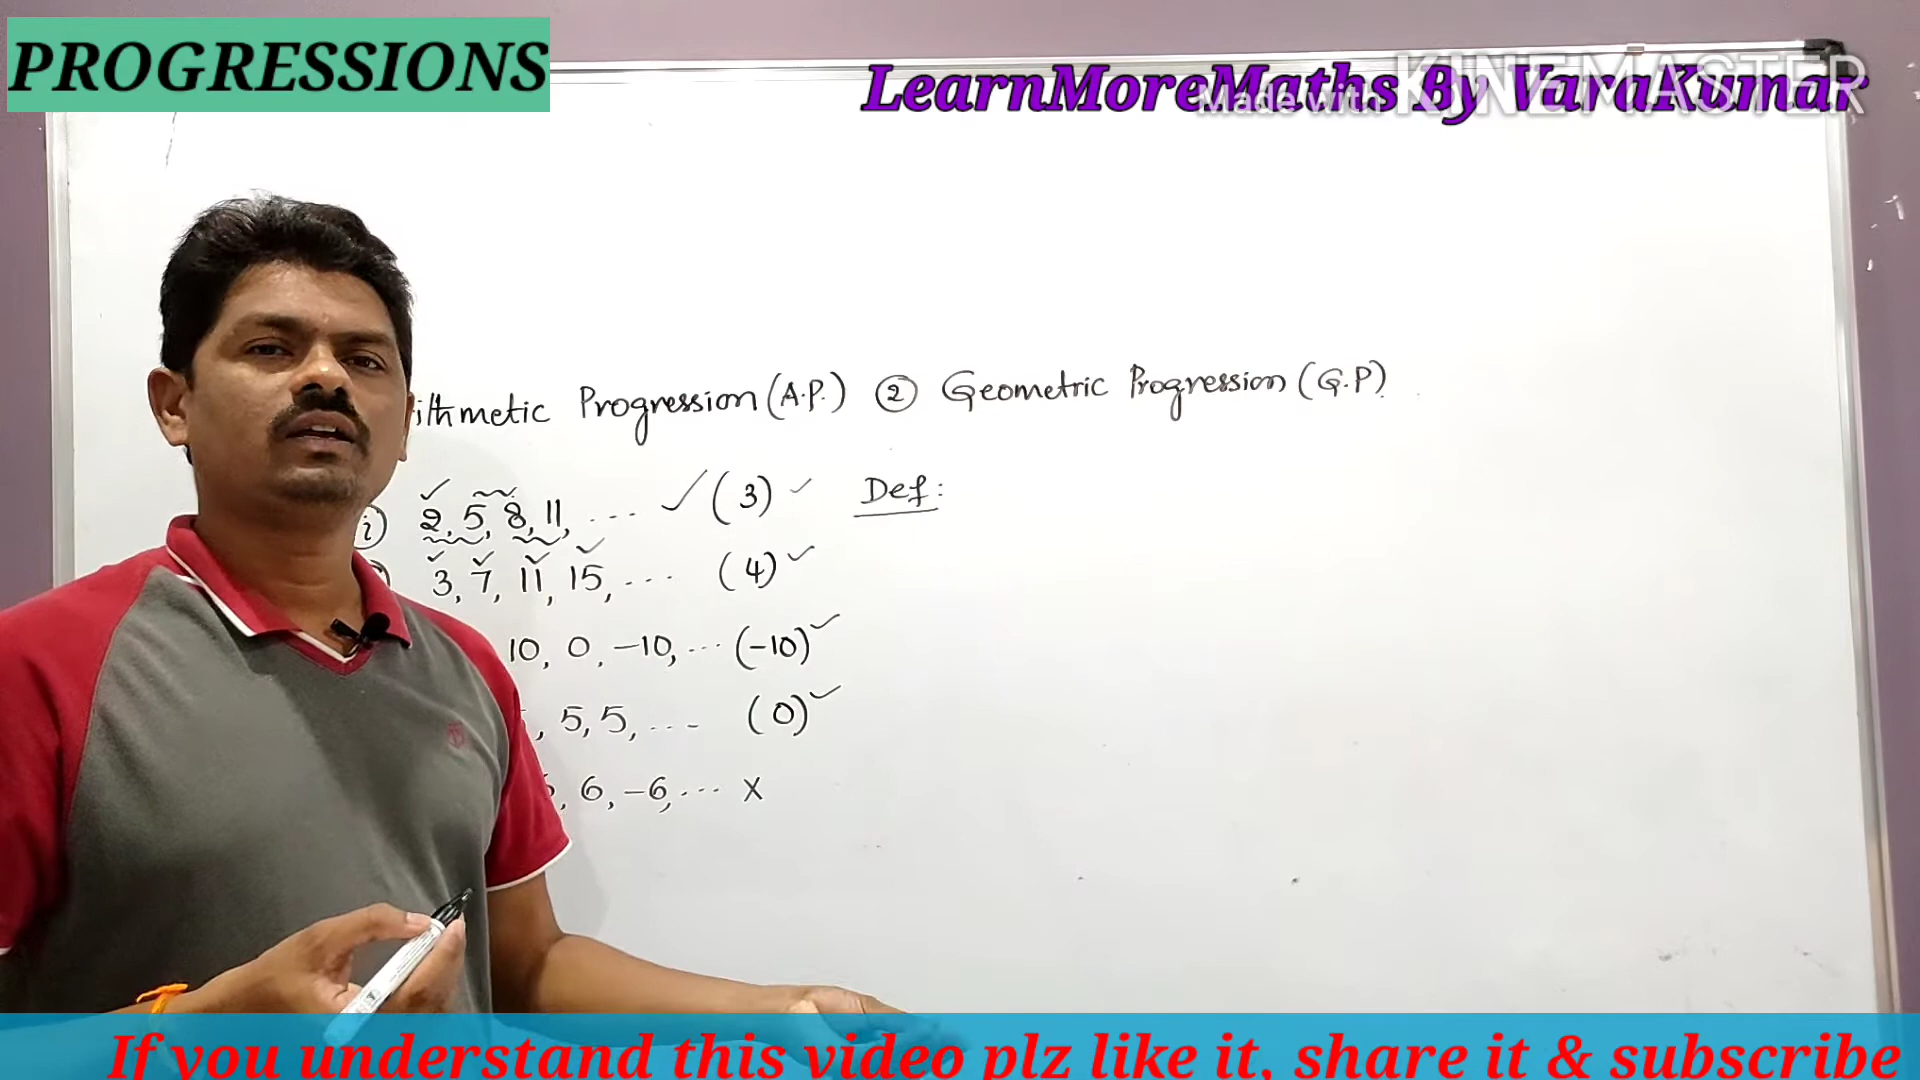 PROGRESSIONS
LearnMoreMaths By VaraKumar
Made with KINEMASTER
ithmetic Progression (A.P.) ② Geometric Progression (G.P).
i) 2, 5, 8, 11, .... ✓ (3) ✓ Def:
3, 7, 11, 15, .... (4) ✓
10, 0, -10, ... (-10) ✓
, 5, 5, .... (0) ✓
, 6, -6, .... X
If you understand this video plz like it, share it & subscribe